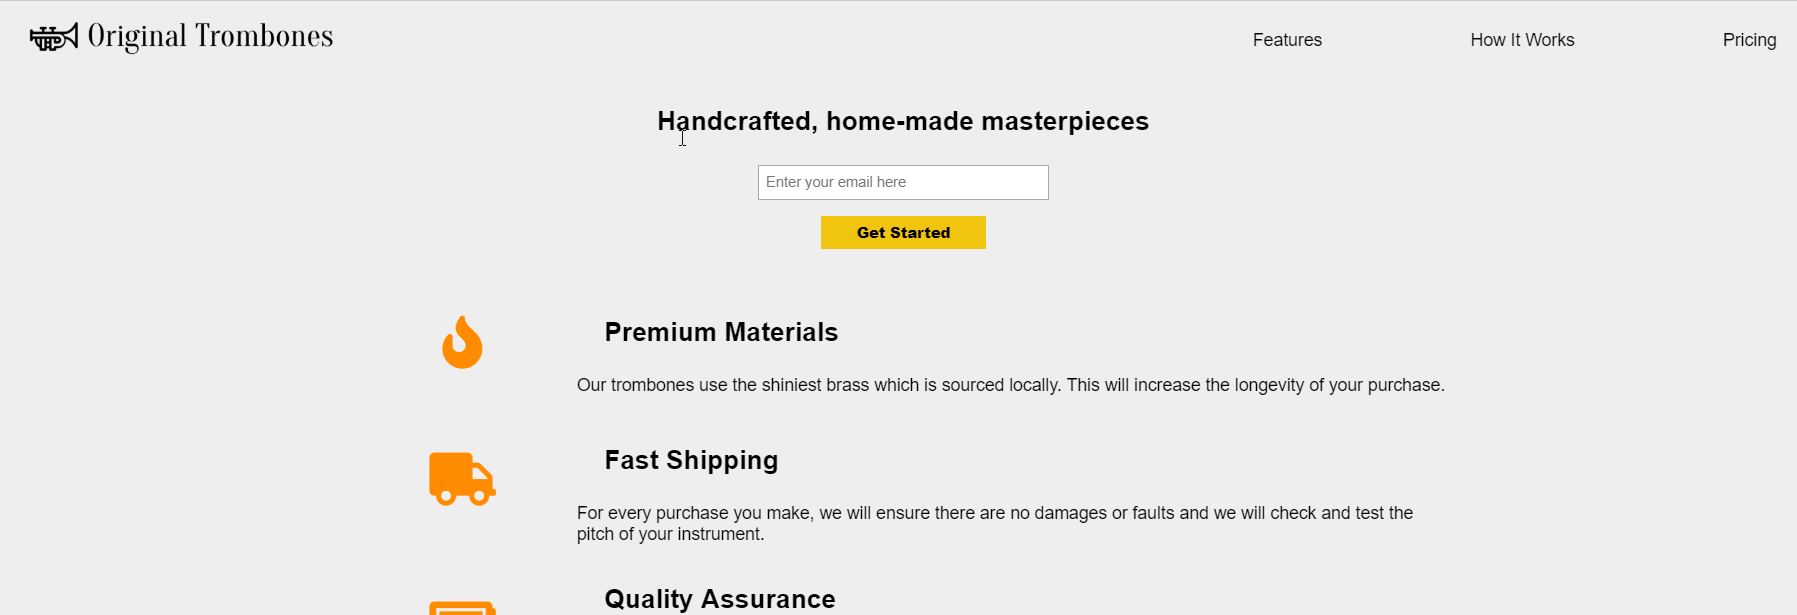 Original Trombones
Features
How It Works
Pricing
Handcrafted, home-made masterpieces
Enter your email here
Get Started
Premium Materials
Our trombones use the shiniest brass which is sourced locally. This will increase the longevity of your purchase.
Fast Shipping
For every purchase you make, we will ensure there are no damages or faults and we will check and test the
pitch of your instrument.
Quality Assurance